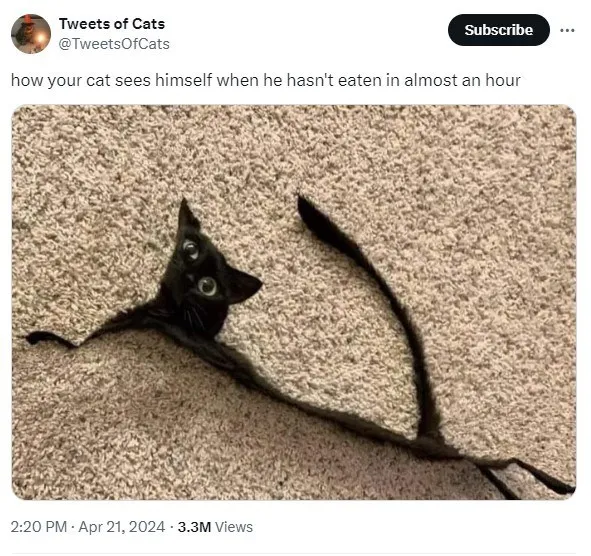 Tweets of Cats
@TweetsOfCats
Subscribe
how your cat sees himself when he hasn't eaten in almost an hour
2:20 PM · Apr 21, 2024 · 3.3M Views